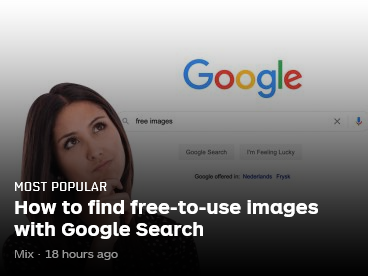 Google
free images
Google Search I'm Feeling Lucky
Google offered in: Nederlands Frysk
MOST POPULAR
How to find free-to-use images
with Google Search
Mix · 18 hours ago